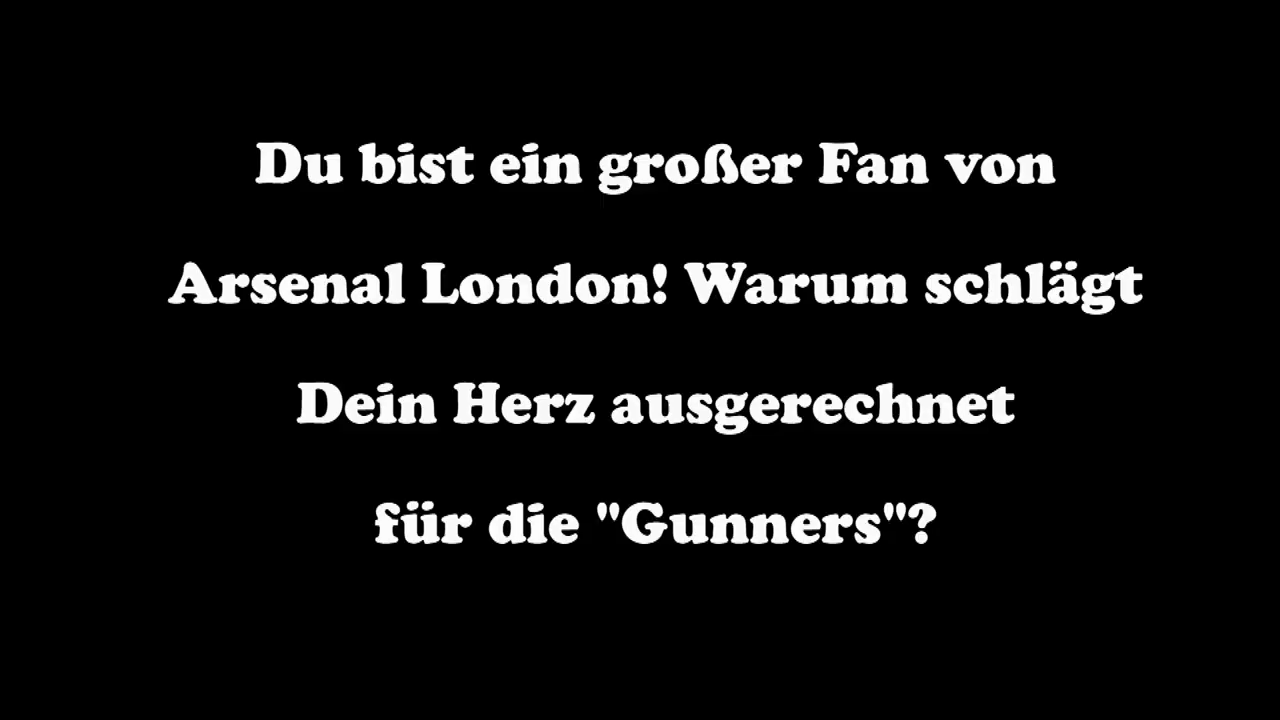 Du bist ein großer Fan von
Arsenal London! Warum schlägt
Dein Herz ausgerechnet
für die "Gunners"?